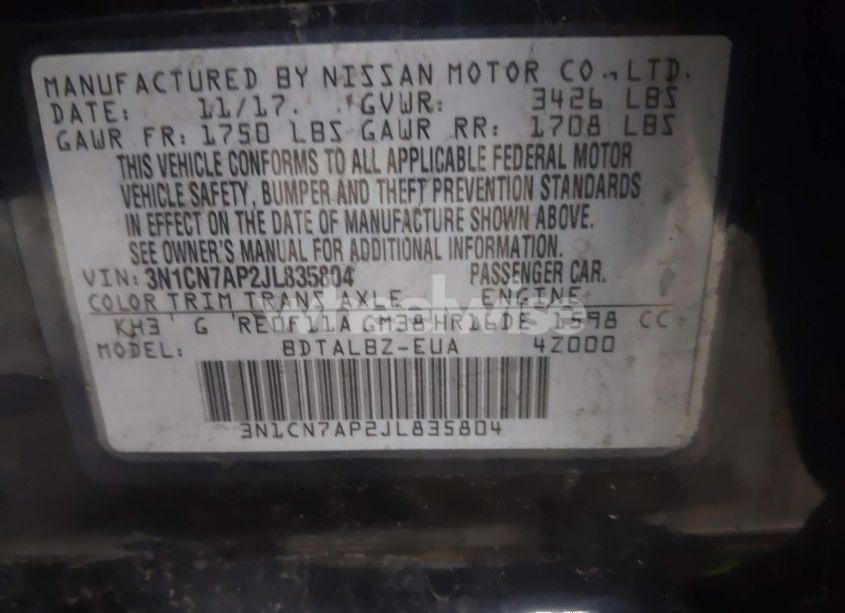 MANUFACTURED BY NISSAN MOTOR CO., LTD.
DATE: 11/17. GVWR: 3426 LBS
GAWR FR: 1750 LBS GAWR RR: 1708 LBS
THIS VEHICLE CONFORMS TO ALL APPLICABLE FEDERAL MOTOR
VEHICLE SAFETY, BUMPER AND THEFT PREVENTION STANDARDS
IN EFFECT ON THE DATE OF MANUFACTURE SHOWN ABOVE.
SEE OWNER'S MANUAL FOR ADDITIONAL INFORMATION.
VIN: 3N1CN7AP2JL835804 PASSENGER CAR.
COLOR TRIM TRANS AXLE ENGINE
KH3 G RE0F11A GM38 HR16DE 1598 CC
wheelwise
MODEL: BDTALBZ-EUA 4Z000
3N1CN7AP2JL835804